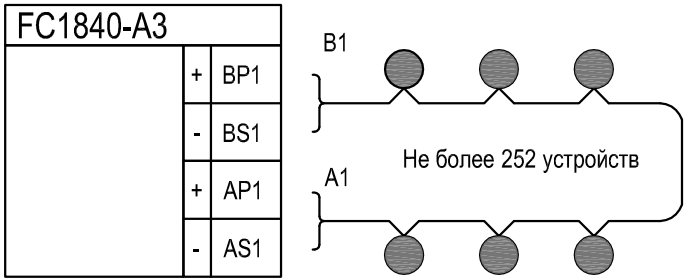 FC1840-A3
+ BP1
- BS1
+ AP1
- AS1
B1
Не более 252 устройств
A1